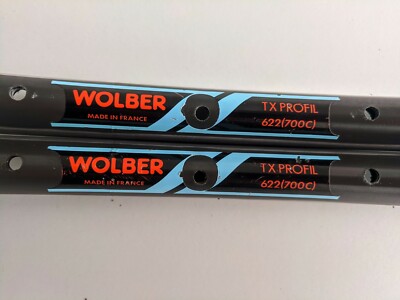 WOLBER
MADE IN FRANCE
TX PROFIL
622(700C)
WOLBER
MADE IN FRANCE
TX PROFIL
622(700C)